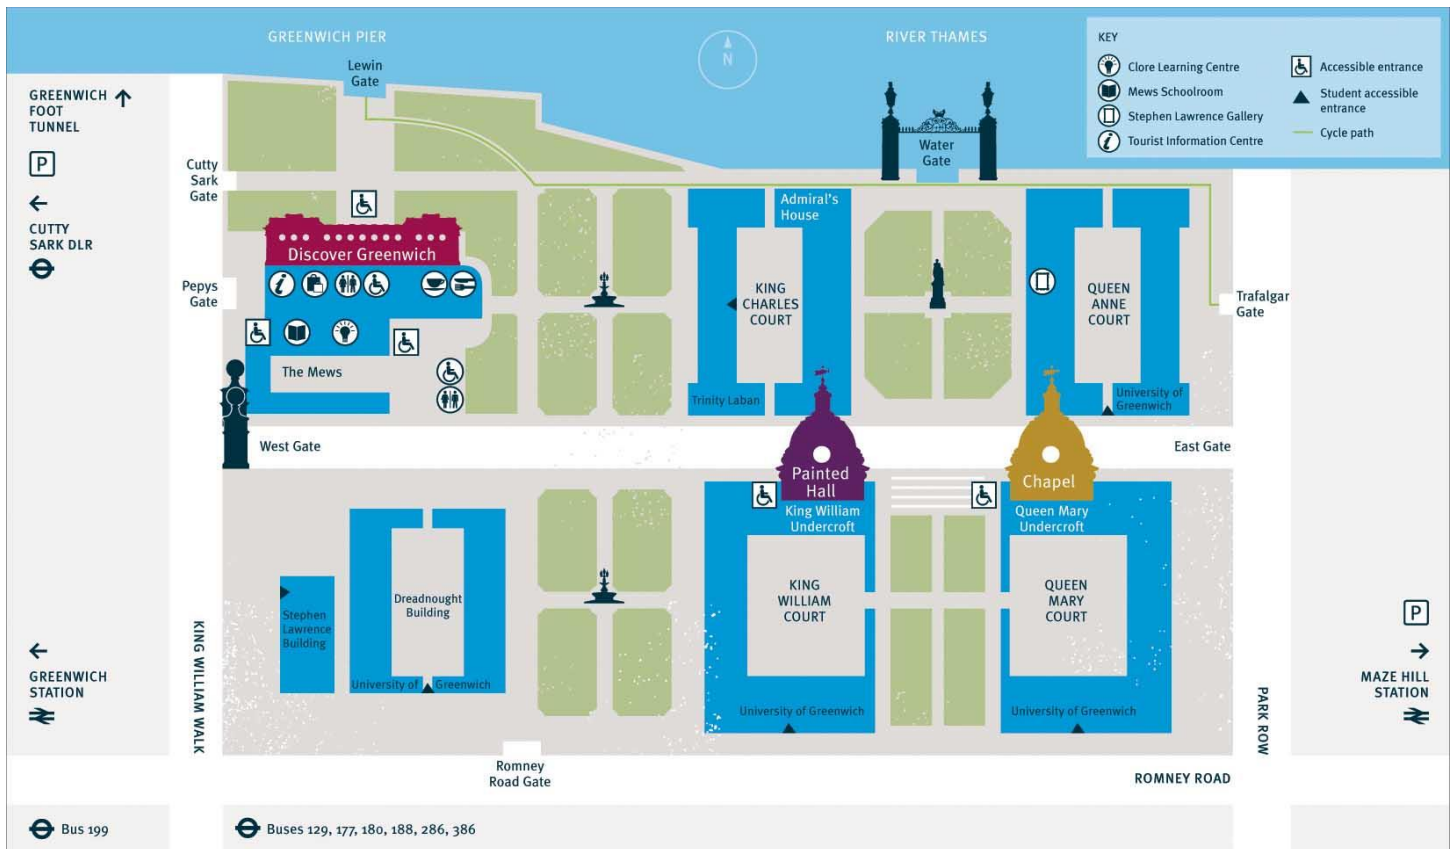 GREENWICH PIER
RIVER THAMES
N
KEY
Clore Learning Centre
Mews Schoolroom
Stephen Lawrence Gallery
i
Tourist Information Centre
Accessible entrance
Student accessible
entrance
Cycle path
Lewin
Gate
GREENWICH
FOOT
TUNNEL
P
CUTTY
SARK DLR
Cutty
Sark
Gate
Water
Gate
Admiral's
House
Discover Greenwich
i
Pepys
Gate
KING
CHARLES
COURT
QUEEN
ANNE
COURT
Trafalgar
Gate
The Mews
Trinity Laban
University of
Greenwich
West Gate
East Gate
Painted
Hall
Chapel
King William
Undercroft
Queen Mary
Undercroft
Dreadnought
Building
Stephen
Lawrence
Building
KING
WILLIAM
COURT
QUEEN
MARY
COURT
P
GREENWICH
STATION
MAZE HILL
STATION
KING WILLIAM WALK
University of Greenwich
University of Greenwich
University of Greenwich
PARK ROW
Romney
Road Gate
ROMNEY ROAD
Bus 199
Buses 129, 177, 180, 188, 286, 386